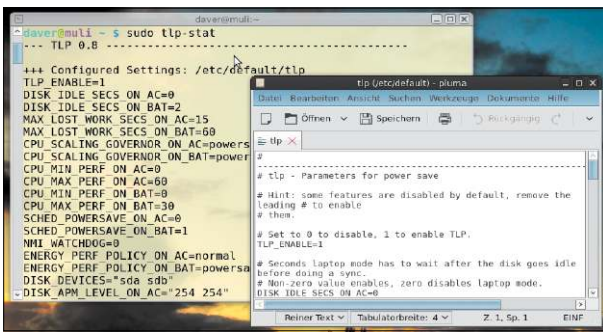 daver@muli:~
daver@muli ~ $ sudo tlp-stat
--- TLP 0.8 --------------------------------------------
+++ Configured Settings: /etc/default/tlp
TLP_ENABLE=1
DISK_IDLE_SECS_ON_AC=0
DISK_IDLE_SECS_ON_BAT=2
MAX_LOST_WORK_SECS_ON_AC=15
MAX_LOST_WORK_SECS_ON_BAT=60
CPU_SCALING_GOVERNOR_ON_AC=powers
CPU_SCALING_GOVERNOR_ON_BAT=power
CPU_MIN_PERF_ON_AC=0
CPU_MAX_PERF_ON_AC=60
CPU_MIN_PERF_ON_BAT=0
CPU_MAX_PERF_ON_BAT=30
SCHED_POWERSAVE_ON_AC=0
SCHED_POWERSAVE_ON_BAT=1
NMI_WATCHDOG=0
ENERGY_PERF_POLICY_ON_AC=normal
ENERGY_PERF_POLICY_ON_BAT=powersa
DISK_DEVICES="sda sdb"
DISK_APM_LEVEL_ON_AC="254 254"
tlp (/etc/default) - pluma
Datei Bearbeiten Ansicht Suchen Werkzeuge Dokumente Hilfe
Öffnen Speichern Rückgängig
tlp
#
------------------------------------------------------------
# tlp - Parameters for power save
# Hint: some features are disabled by default, remove the
leading # to enable
# them.
# Set to 0 to disable, 1 to enable TLP.
TLP_ENABLE=1
# Seconds laptop mode has to wait after the disk goes idle
before doing a sync.
# Non-zero value enables, zero disables laptop mode.
DISK_IDLE_SECS_ON_AC=0
Reiner Text Tabulatorbreite: 4 Z. 1, Sp. 1 EINF